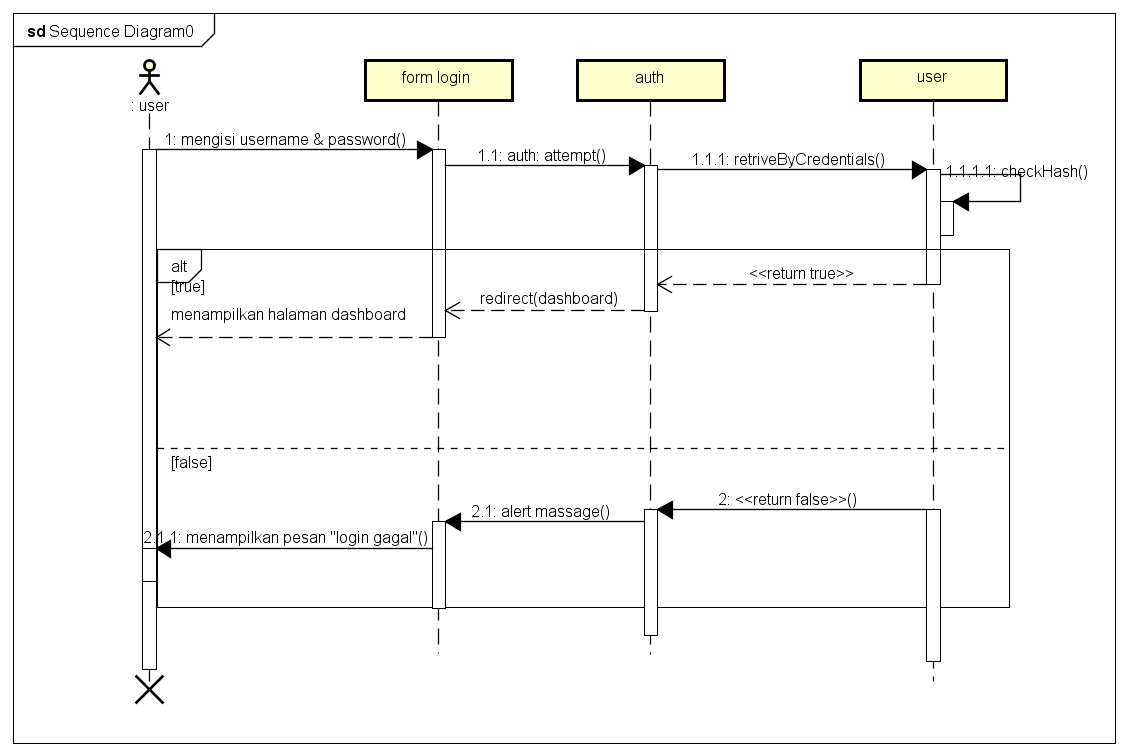 sd Sequence Diagram0
: user
form login
auth
user
1: mengisi username & password()
1.1: auth: attempt()
1.1.1: retriveByCredentials()
1.1.1.1: checkHash()
alt
[true]
<<return true>>
redirect(dashboard)
menampilkan halaman dashboard
[false]
2: <<return false>>()
2.1: alert massage()
2.1.1: menampilkan pesan "login gagal"()